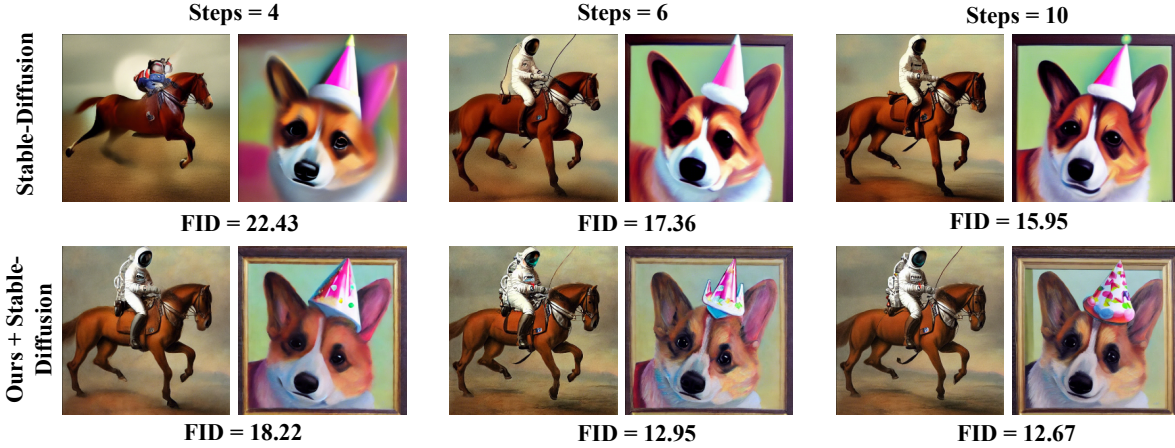 Steps = 4
Steps = 6
Steps = 10
Stable-Diffusion
FID = 22.43
FID = 17.36
FID = 15.95
Ours + Stable-
Diffusion
FID = 18.22
FID = 12.95
FID = 12.67